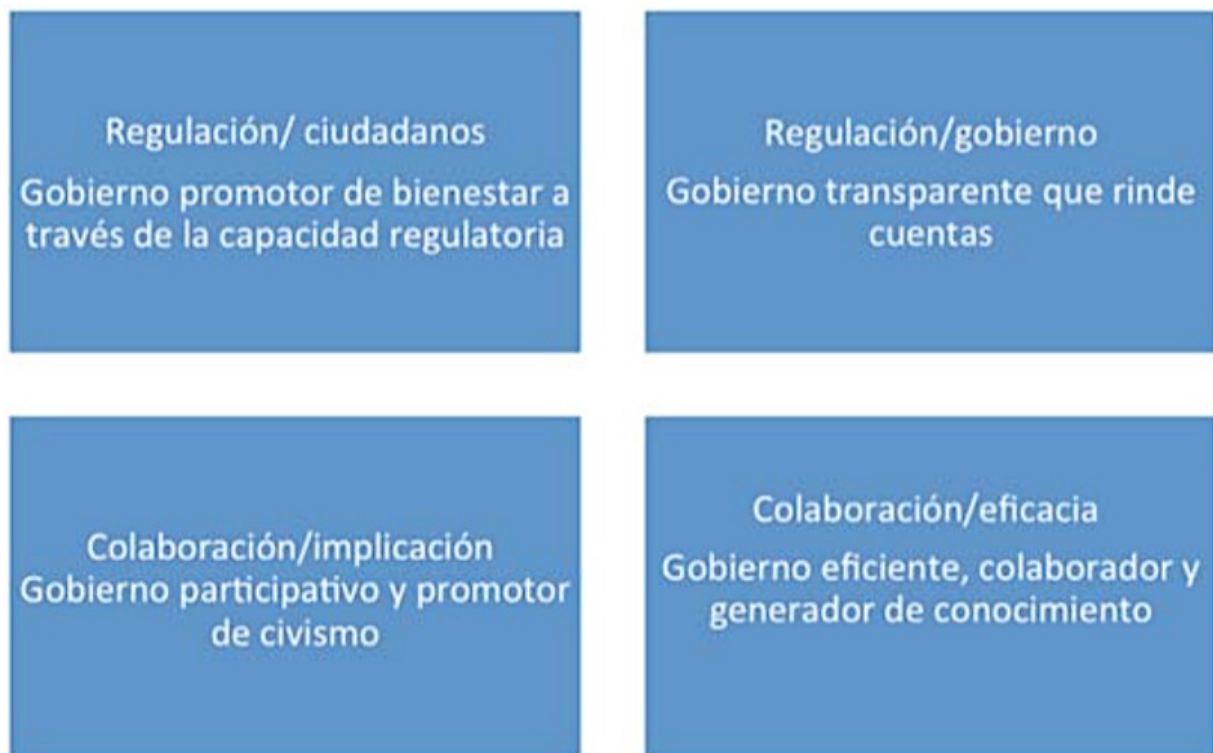 Regulación/ ciudadanos
Gobierno promotor de bienestar a
través de la capacidad regulatoria
Regulación/gobierno
Gobierno transparente que rinde
cuentas
Colaboración/implicación
Gobierno participativo y promotor
de civismo
Colaboración/eficacia
Gobierno eficiente, colaborador y
generador de conocimiento